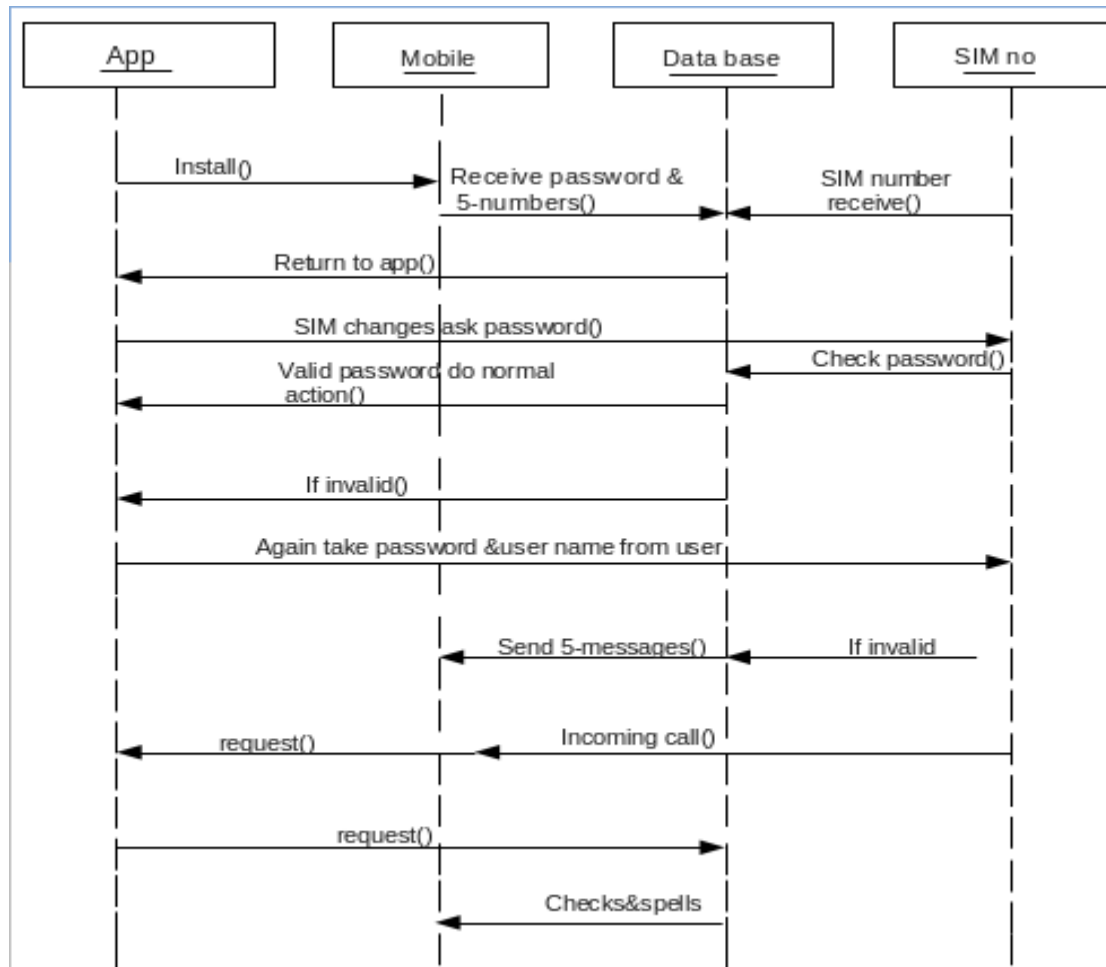 App
Mobile
Data base
SIM no
Install()
Receive password &
5-numbers()
SIM number
receive()
Return to app()
SIM changes ask password()
Check password()
Valid password do normal
action()
If invalid()
Again take password &user name from user
Send 5-messages()
If invalid
request()
Incoming call()
request()
Checks&spells